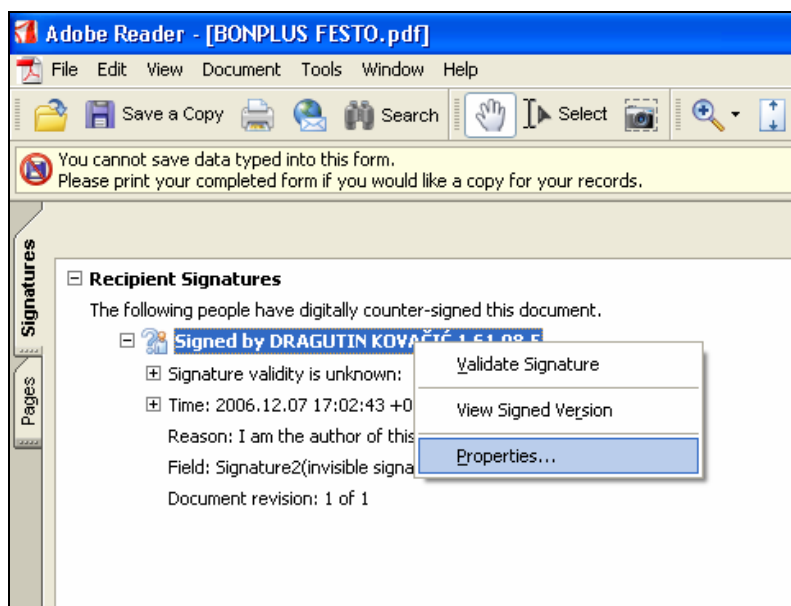 Adobe Reader - [BONPLUS FESTO.pdf]
File Edit View Document Tools Window Help
Save a Copy Search Select
You cannot save data typed into this form.
Please print your completed form if you would like a copy for your records.
Signatures
Pages
Recipient Signatures
The following people have digitally counter-signed this document.
Signed by DRAGUTIN KOVAČIĆ
Signature validity is unknown:
Time: 2006.12.07 17:02:43 +0
Reason: I am the author of this
Field: Signature2(invisible signa
Document revision: 1 of 1
Validate Signature
View Signed Version
Properties...